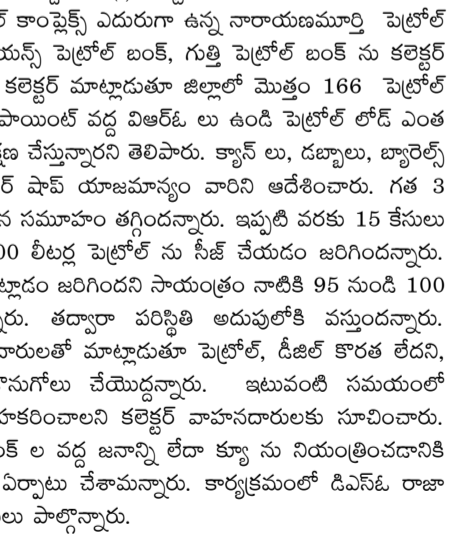 కాంప్లెక్స్ ఎదురుగా ఉన్న నారాయణమూర్తి పెట్రోల్
యన్స్ పెట్రోల్ బంక్, గుత్తి పెట్రోల్ బంక్ ను కలెక్టర్
కలెక్టర్ మాట్లాడుతూ జిల్లాలో మొత్తం 166 పెట్రోల్
పాయింట్ వద్ద విఆర్ఓ లు ఉండి పెట్రోల్ లోడ్ ఎంత
క్షణ చేస్తున్నారని తెలిపారు. క్యాన్ లు, డబ్బాలు, బ్యారెల్స్
ర్ షాప్ యాజమాన్యం వారిని ఆదేశించారు. గత 3
న సమూహం తగ్గిందన్నారు. ఇప్పటి వరకు 15 కేసులు
00 లీటర్ల పెట్రోల్ ను సీజ్ చేయడం జరిగిందన్నారు.
ట్లాడం జరిగిందని సాయంత్రం నాటికి 95 నుండి 100
రు. తద్వారా పరిస్థితి అదుపులోకి వస్తుందన్నారు.
దారులతో మాట్లాడుతూ పెట్రోల్, డీజిల్ కొరత లేదని,
నుగోలు చేయొద్దన్నారు. ఇటువంటి సమయంలో
హకరించాలని కలెక్టర్ వాహనదారులకు సూచించారు.
క్ ల వద్ద జనాన్ని లేదా క్యూ ను నియంత్రించడానికి
ఏర్పాటు చేశామన్నారు. కార్యక్రమంలో డిఎస్ఓ రాజా
లు పాల్గొన్నారు.